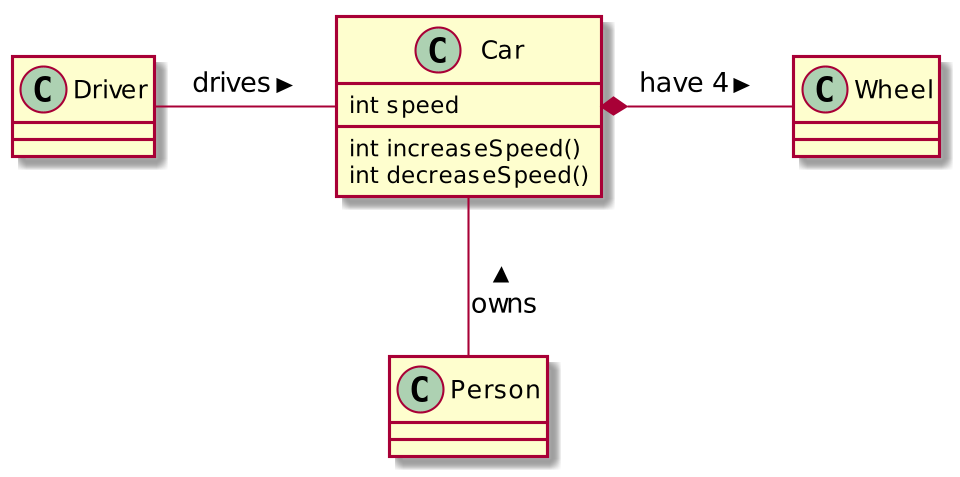 C Driver
drives ►
C Car
int speed
int increaseSpeed()
int decreaseSpeed()
have 4 ►
C Wheel
▲
owns
C Person